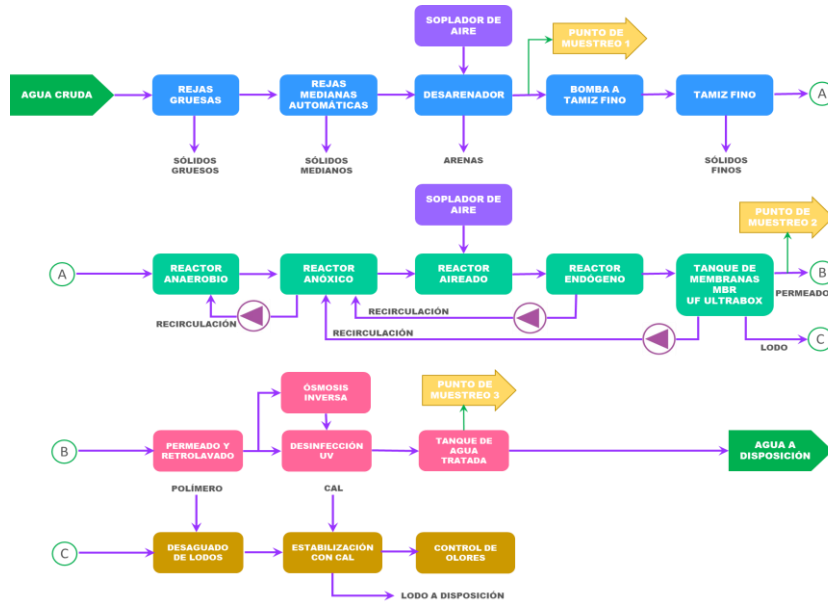 SOPLADOR DE
AIRE
PUNTO DE
MUESTREO 1
AGUA CRUDA
REJAS
GRUESAS
REJAS
MEDIANAS
AUTOMÁTICAS
DESARENADOR
BOMBA A
TAMIZ FINO
TAMIZ FINO
A
SÓLIDOS
GRUESOS
SÓLIDOS
MEDIANOS
ARENAS
SÓLIDOS
FINOS
SOPLADOR DE
AIRE
PUNTO DE
MUESTREO 2
A
REACTOR
ANAEROBIO
REACTOR
ANÓXICO
REACTOR
AIREADO
REACTOR
ENDÓGENO
TANQUE DE
MEMBRANAS
MBR
UF ULTRABOX
B
PERMEADO
RECIRCULACIÓN
RECIRCULACIÓN
RECIRCULACIÓN
LODO
C
ÓSMOSIS
INVERSA
PUNTO DE
MUESTREO 3
B
PERMEADO Y
RETROLAVADO
DESINFECCIÓN
UV
TANQUE DE
AGUA
TRATADA
AGUA A
DISPOSICIÓN
POLÍMERO
CAL
C
DESAGUADO
DE LODOS
ESTABILIZACIÓN
CON CAL
CONTROL DE
OLORES
LODO A DISPOSICIÓN